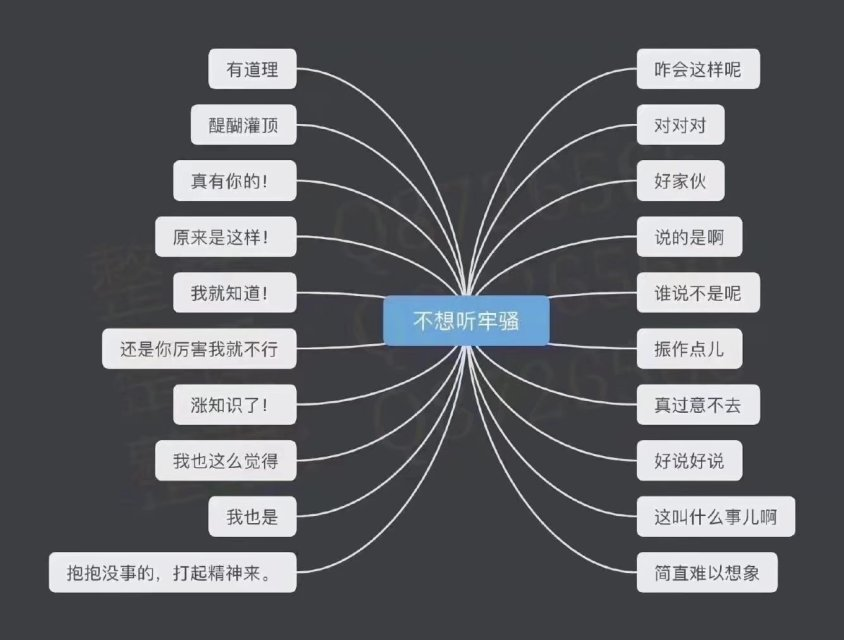 有道理
醍醐灌顶
真有你的！
原来是这样！
我就知道！
还是你厉害我就不行
涨知识了！
我也这么觉得
我也是
抱抱没事的，打起精神来。
不想听牢骚
咋会这样呢
对对对
好家伙
说的是啊
谁说不是呢
振作点儿
真过意不去
好说好说
这叫什么事儿啊
简直难以想象